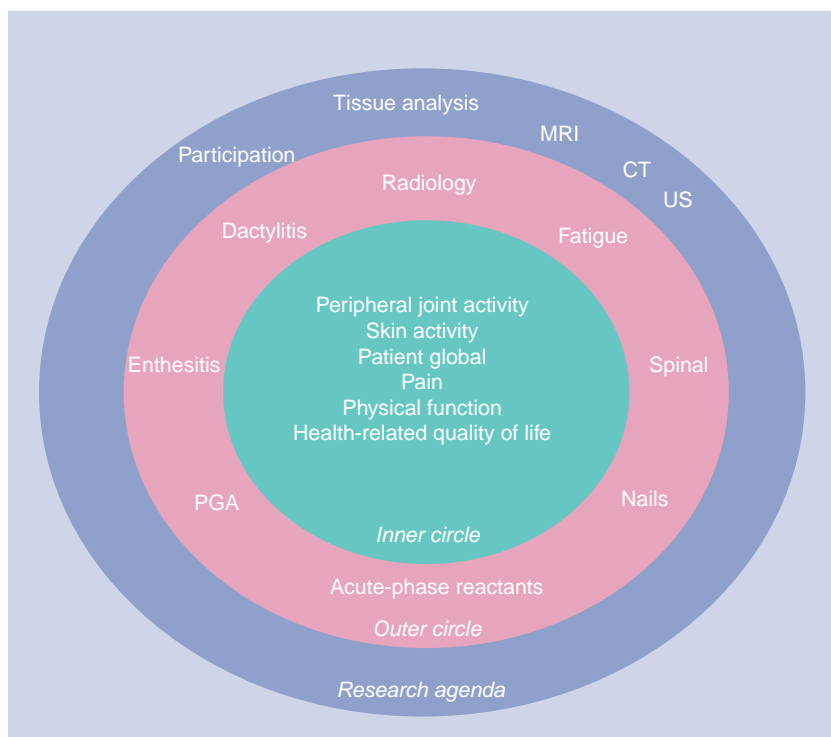 Tissue analysis
MRI
Participation
CT
Radiology
US
Dactylitis
Fatigue
Peripheral joint activity
Skin activity
Patient global
Enthesitis
Spinal
Pain
Physical function
Health-related quality of life
PGA
Nails
Inner circle
Acute-phase reactants
Outer circle
Research agenda